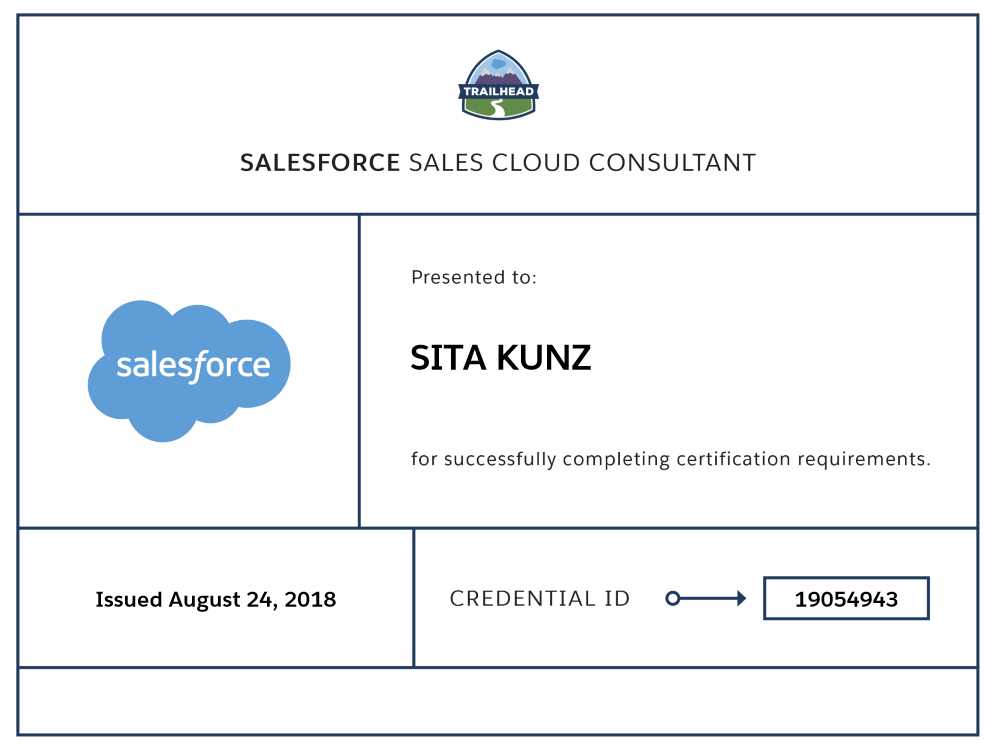 TRAILHEAD
SALESFORCE SALES CLOUD CONSULTANT
salesforce
Presented to:
SITA KUNZ
for successfully completing certification requirements.
Issued August 24, 2018
CREDENTIAL ID
19054943